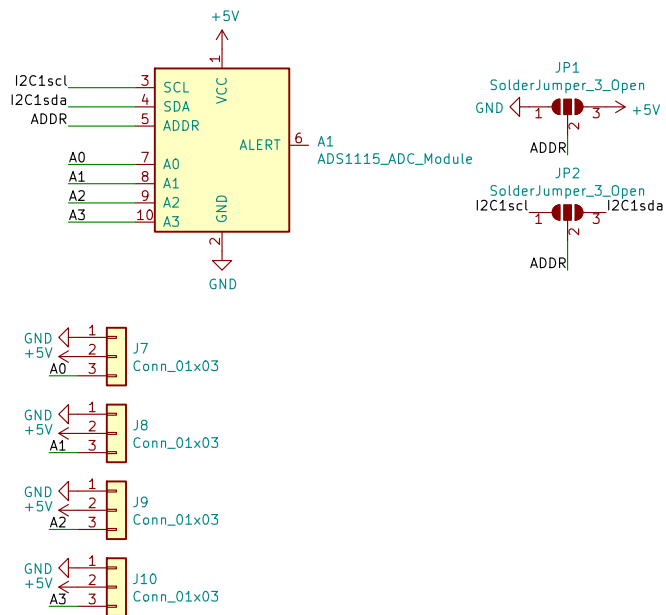 +5V
1
VCC
I2C1scl 3 SCL
I2C1sda 4 SDA
ADDR 5 ADDR
ALERT 6 A1
ADS1115_ADC_Module
A0 7 A0
A1 8 A1
A2 9 A2
A3 10 A3
GND
2
GND
JP1
SolderJumper_3_Open
GND 1 3 +5V
2
ADDR
JP2
SolderJumper_3_Open
I2C1scl 1 3 I2C1sda
2
ADDR
GND 1
+5V 2 J7
A0 3 Conn_01x03
GND 1
+5V 2 J8
A1 3 Conn_01x03
GND 1
+5V 2 J9
A2 3 Conn_01x03
GND 1
+5V 2 J10
A3 3 Conn_01x03